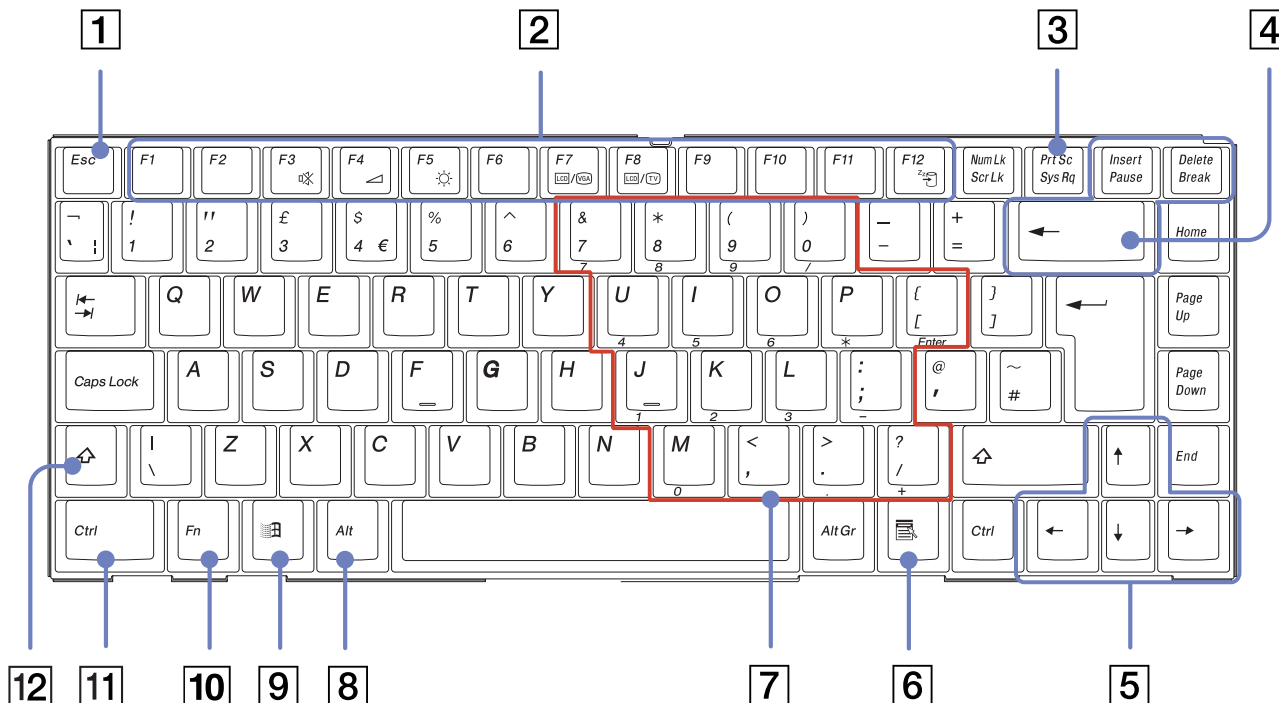 1 2 3 4
Esc F1 F2 F3 F4 F5 F6 F7 F8 F9 F10 F11 F12 Num Lk Prt Sc Insert Delete
LCD / VGA LCD / TV Zzz Scr Lk Sys Rq Pause Break
¬ ! " £ $ % ^ & * ( ) — +
` ¦ 1 2 3 4 € 5 6 7 8 9 0 - = Home
7 8 9 /
Q W E R T Y U I O P { } Page
[ ] Up
4 5 6 * Enter
Caps Lock A S D F G H J K L : @ ~ Page
; ' # Down
1 2 3 -
| Z X C V B N M < > ? End
\ , . /
0 . +
Ctrl Fn Alt Alt Gr Ctrl
12 11 10 9 8 7 6 5